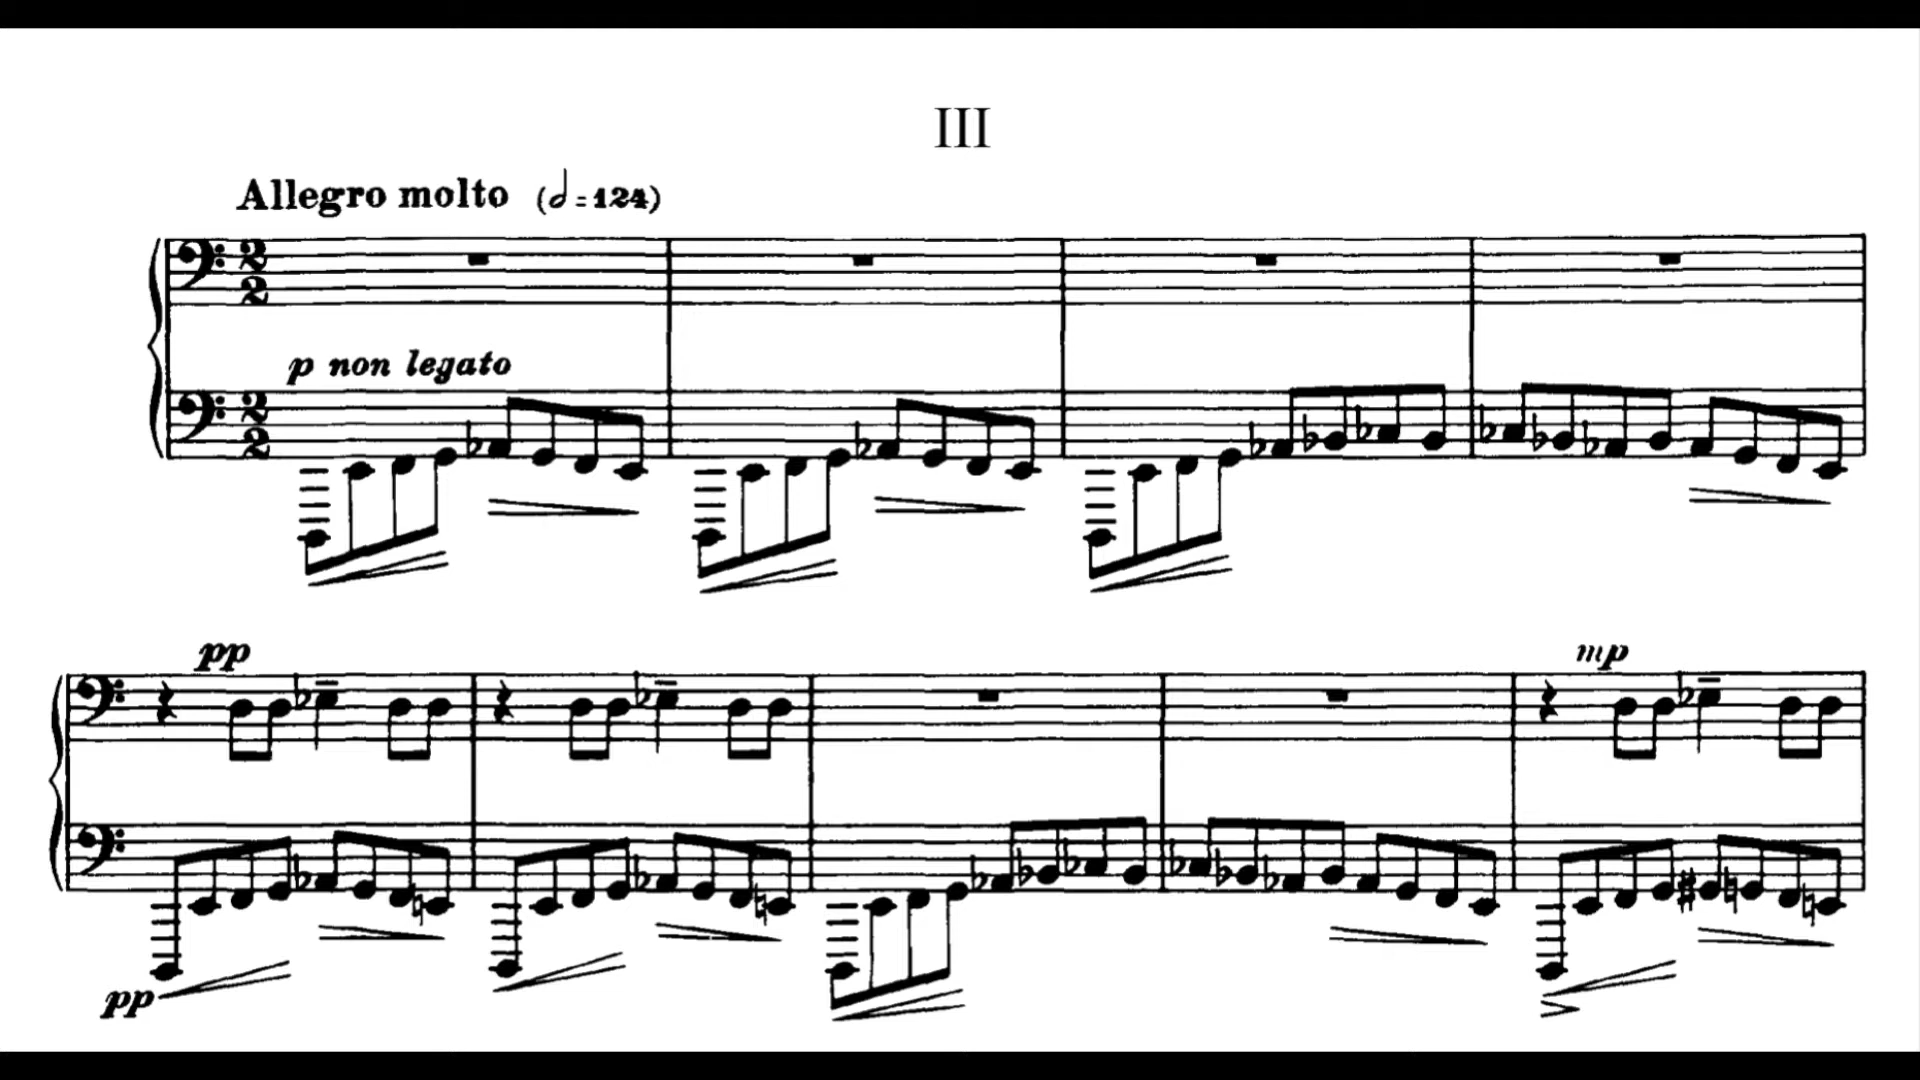 III
Allegro molto (𝅗𝅥 = 124)
p non legato
pp
mp
pp